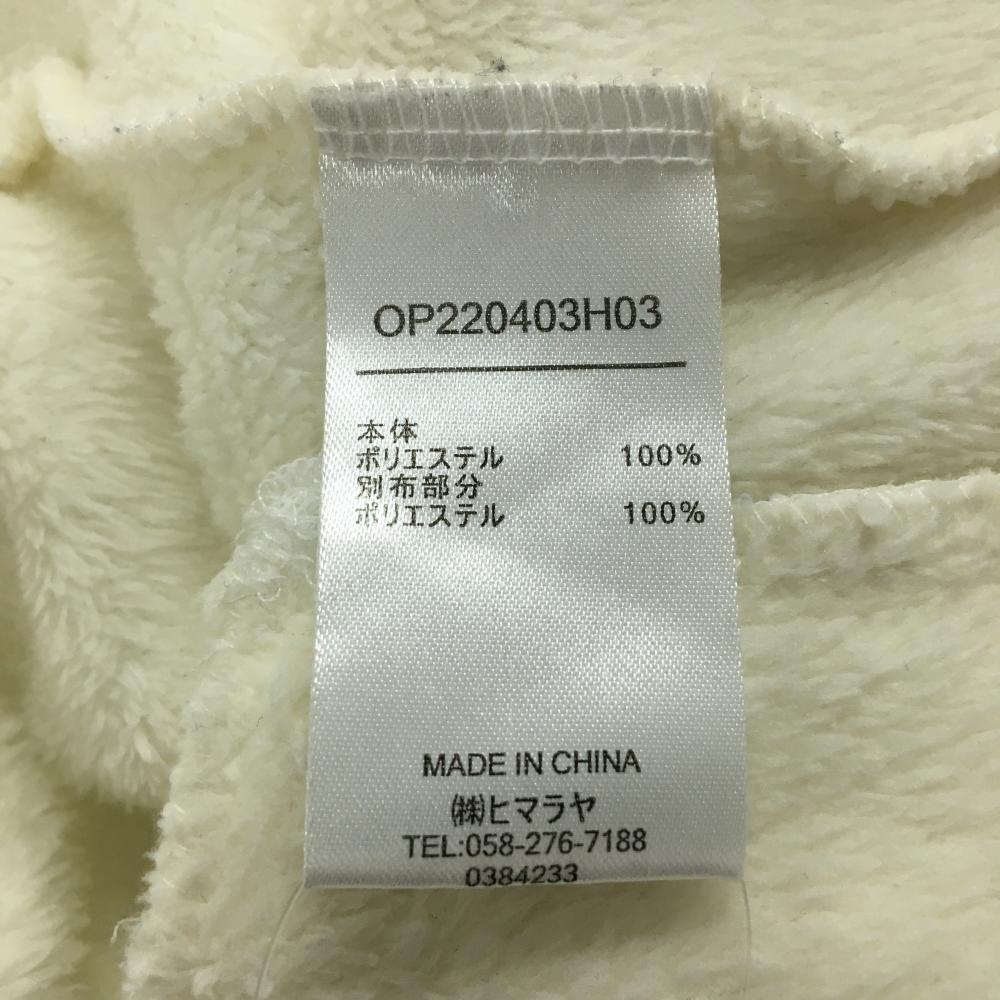 OP220403H03
本体
ポリエステル 100%
別布部分
ポリエステル 100%
MADE IN CHINA
㈱ヒマラヤ
TEL:058-276-7188
0384233